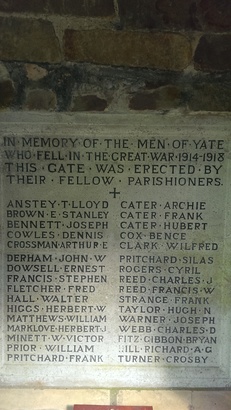 IN·MEMORY·OF·THE·MEN·OF·YATE
WHO·FELL·IN·THE·GREAT·WAR·1914-1918
THIS·GATE·WAS·ERECTED·BY
THEIR·FELLOW·PARISHIONERS.
ANSTEY·T·LLOYD CATER·ARCHIE
BROWN·E·STANLEY CATER·FRANK
BENNETT·JOSEPH CATER·HUBERT
COWLES·DENNIS COX·BENCE
CROSSMAN·ARTHUR·E CLARK·WILFRED
DERHAM·JOHN·W PRITCHARD·SILAS
DOWSELL·ERNEST ROGERS·CYRIL
FRANCIS·STEPHEN REED·CHARLES·J
FLETCHER·FRED REED·FRANCIS·W
HALL·WALTER STRANGE·FRANK
HIGGS·HERBERT·W TAYLOR·HUGH·N
MATTHEWS·WILLIAM WARNER·JOSEPH
MARKLOVE·HERBERT·J WEBB·CHARLES·D
MINETT·W·VICTOR FITZ·GIBBON·BRYAN
PRIOR·WILLIAM RICHARD·A·G
PRITCHARD·FRANK TURNER·CROSBY